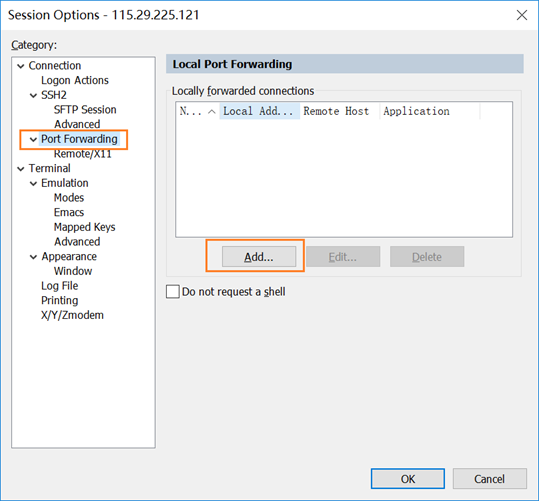 Session Options - 115.29.225.121
Category:
Connection
Logon Actions
SSH2
SFTP Session
Advanced
Port Forwarding
Remote/X11
Terminal
Emulation
Modes
Emacs
Mapped Keys
Advanced
Appearance
Window
Log File
Printing
X/Y/Zmodem
Local Port Forwarding
Locally forwarded connections
N... Local Add... Remote Host Application
Add... Edit... Delete
Do not request a shell
OK Cancel